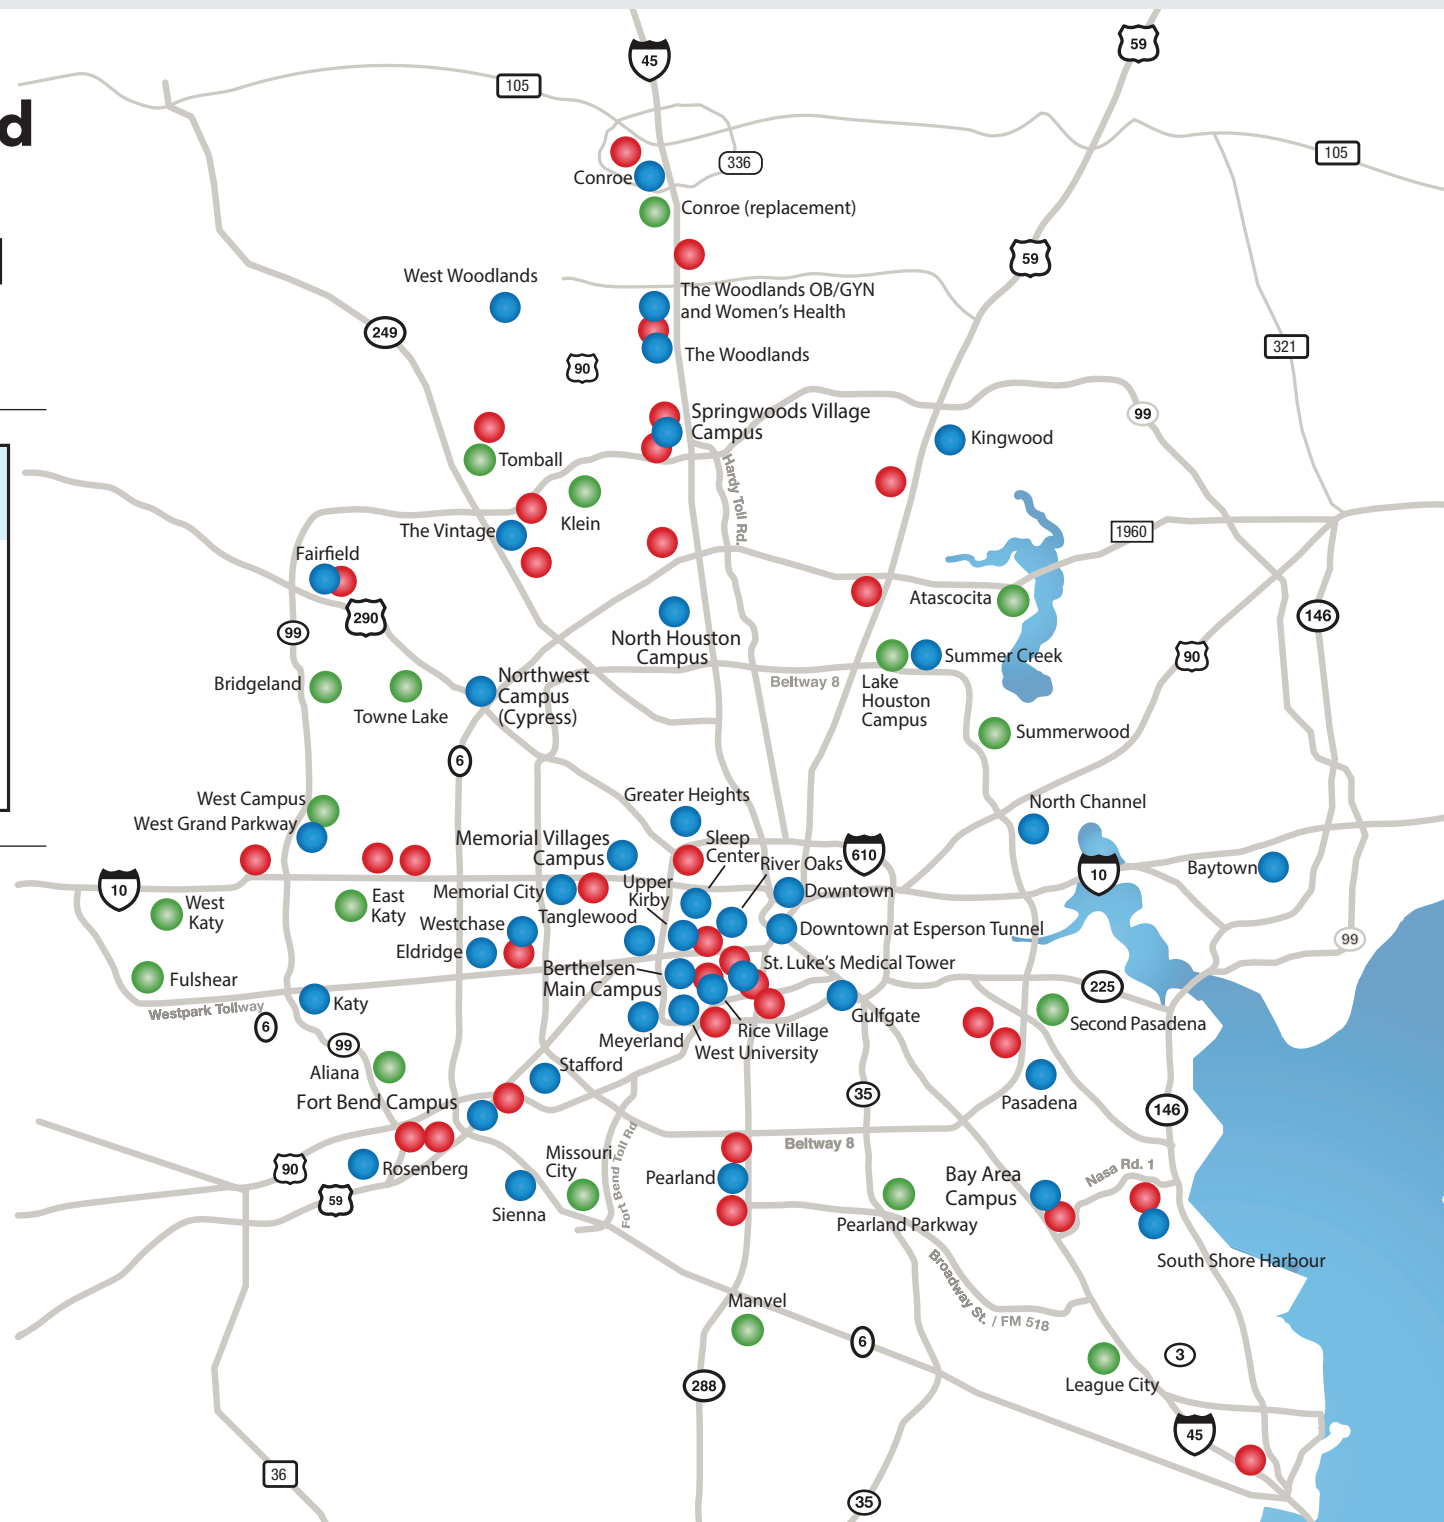 d
45
59
105
105
336
Conroe
Conroe (replacement)
59
West Woodlands
The Woodlands OB/GYN
and Women's Health
249
The Woodlands
90
321
99
Springwoods Village
Campus
Kingwood
Tomball
Hardy Toll Rd.
Klein
The Vintage
1960
Fairfield
290
99
Atascocita
146
North Houston
Campus
Summer Creek
90
Bridgeland
Towne Lake
Northwest
Campus
(Cypress)
Beltway 8
Lake
Houston
Campus
Summerwood
6
West Campus
West Grand Parkway
Greater Heights
North Channel
Memorial Villages
Campus
Sleep
Center
River Oaks
610
10
Baytown
10
Memorial City
Upper
Kirby
Downtown
West
Katy
East
Katy
Westchase
Tanglewood
Eldridge
Downtown at Esperson Tunnel
99
Fulshear
Berthelsen
Main Campus
St. Luke's Medical Tower
225
Westpark Tollway
Katy
6
Gulfgate
Second Pasadena
Meyerland
Rice Village
West University
99
Aliana
Stafford
Fort Bend Campus
35
Pasadena
146
Beltway 8
90
Rosenberg
59
Missouri
City
Fort Bend Toll Rd
Sienna
Pearland
Bay Area
Campus
Nasa Rd. 1
Pearland Parkway
South Shore Harbour
Broadway St. / FM 518
Manvel
6
3
288
League City
45
36
35